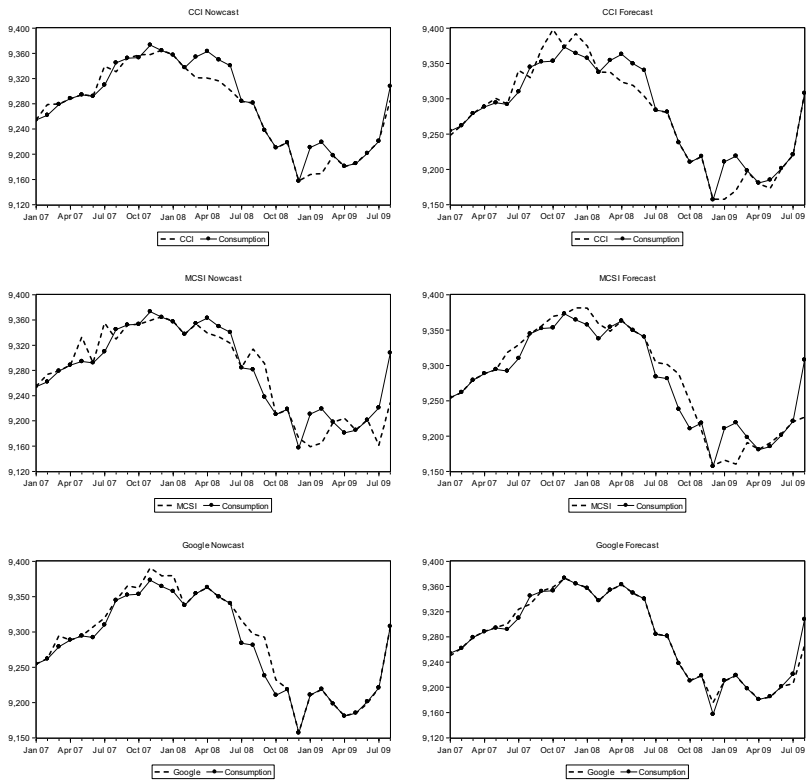 CCI Nowcast
9,400
9,360
9,320
9,280
9,240
9,200
9,160
9,120
Jan 07 Apr 07 Jul 07 Oct 07 Jan 08 Apr 08 Jul 08 Oct 08 Jan 09 Apr 09 Jul 09
CCI Consumption
CCI Forecast
9,400
9,350
9,300
9,250
9,200
9,150
Jan 07 Apr 07 Jul 07 Oct 07 Jan 08 Apr 08 Jul 08 Oct 08 Jan 09 Apr 09 Jul 09
CCI Consumption
MCSI Nowcast
9,400
9,360
9,320
9,280
9,240
9,200
9,160
9,120
Jan 07 Apr 07 Jul 07 Oct 07 Jan 08 Apr 08 Jul 08 Oct 08 Jan 09 Apr 09 Jul 09
MCSI Consumption
MCSI Forecast
9,400
9,350
9,300
9,250
9,200
9,150
Jan 07 Apr 07 Jul 07 Oct 07 Jan 08 Apr 08 Jul 08 Oct 08 Jan 09 Apr 09 Jul 09
MCSI Consumption
Google Nowcast
9,400
9,350
9,300
9,250
9,200
9,150
Jan 07 Apr 07 Jul 07 Oct 07 Jan 08 Apr 08 Jul 08 Oct 08 Jan 09 Apr 09 Jul 09
Google Consumption
Google Forecast
9,400
9,360
9,320
9,280
9,240
9,200
9,160
9,120
Jan 07 Apr 07 Jul 07 Oct 07 Jan 08 Apr 08 Jul 08 Oct 08 Jan 09 Apr 09 Jul 09
Google Consumption